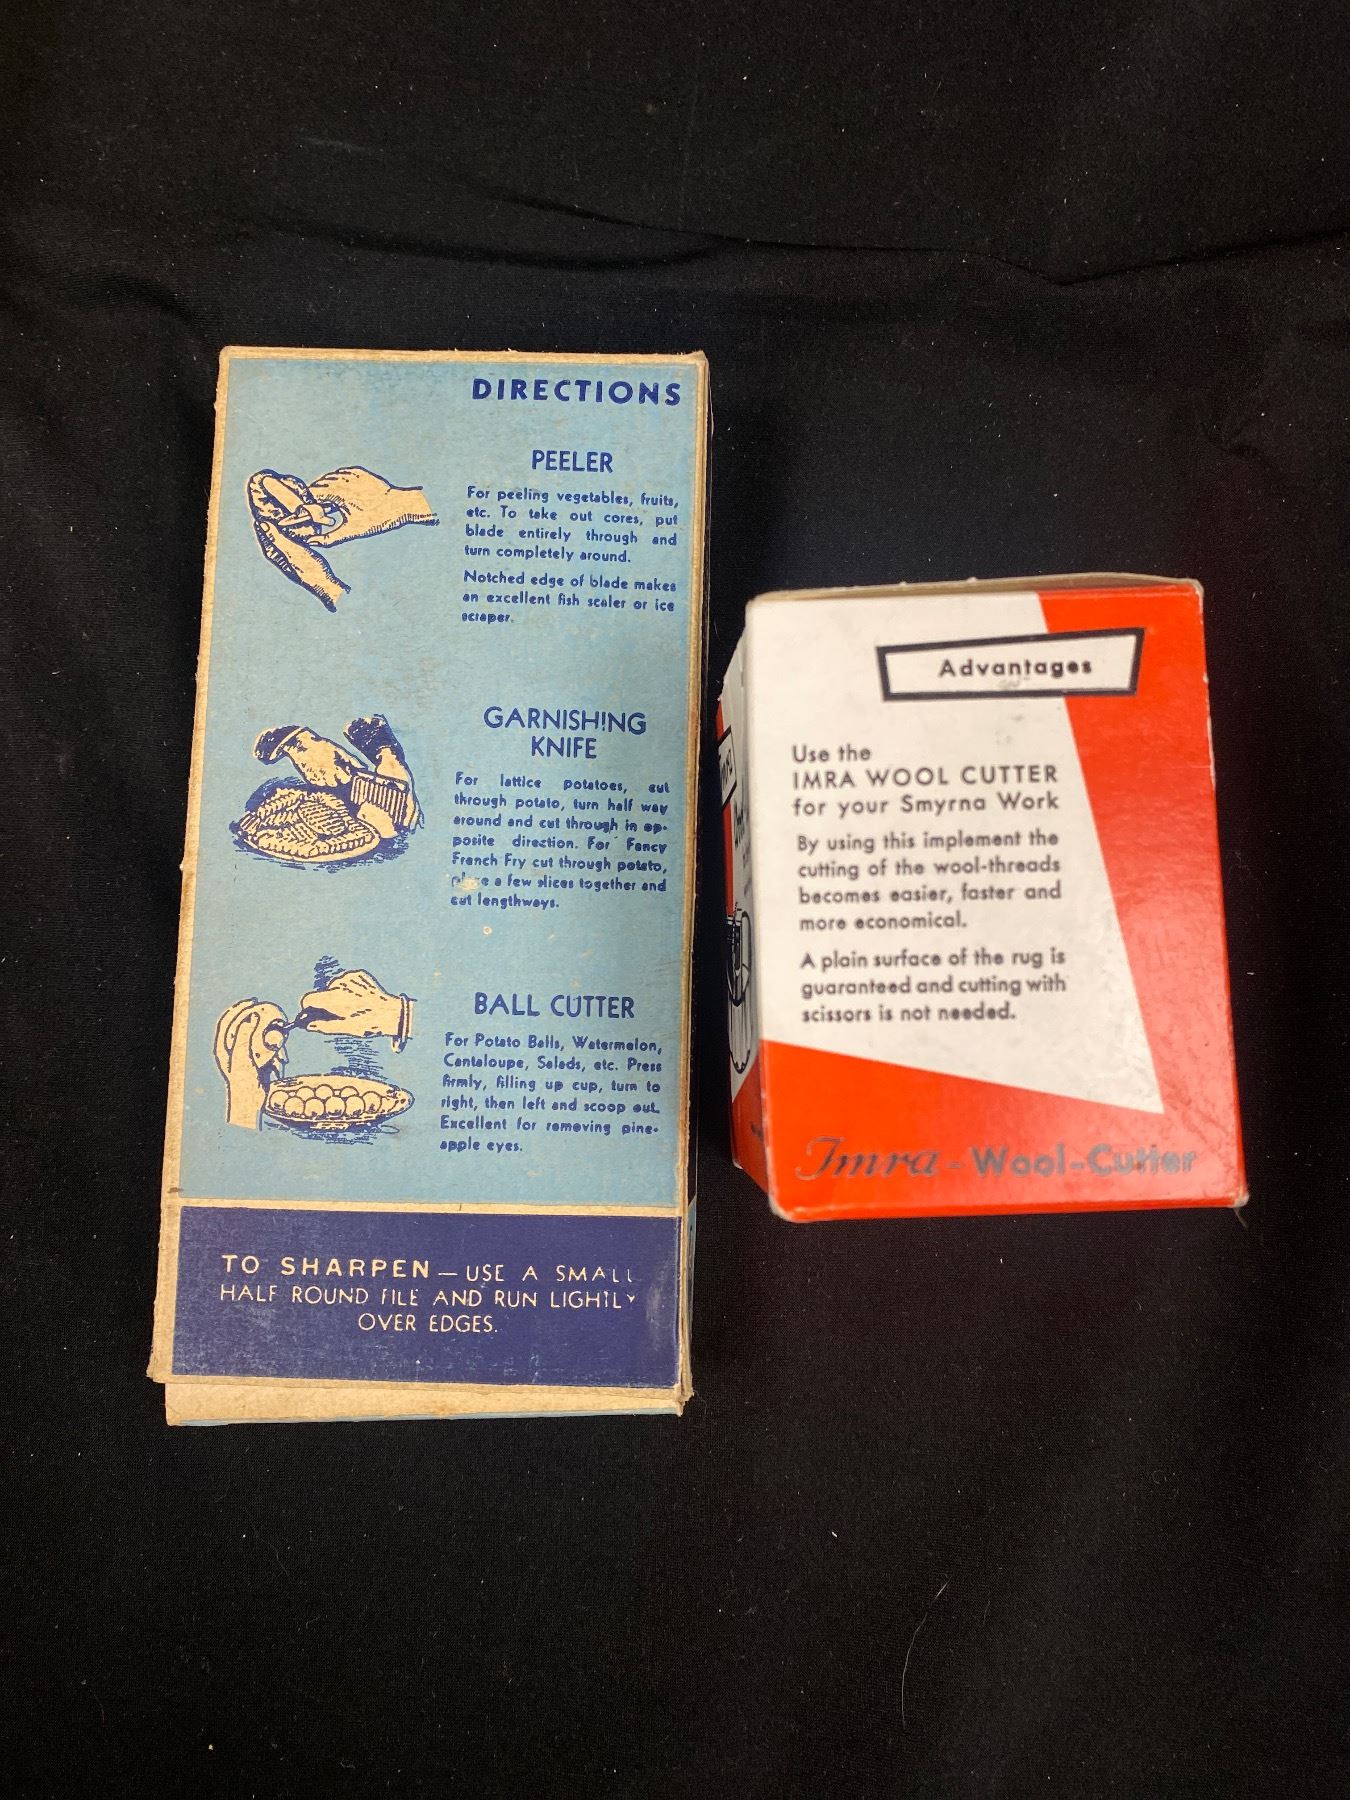 DIRECTIONS
PEELER
For peeling vegetables, fruits,
etc. To take out cores, put
blade entirely through and
turn completely around.
Notched edge of blade makes
an excellent fish scaler or ice
scraper.
GARNISHING
KNIFE
For lattice potatoes, cut
through potato, turn half way
around and cut through in op-
posite direction. For Fancy
French Fry cut through potato,
place a few slices together and
cut lengthways.
BALL CUTTER
For Potato Balls, Watermelon,
Cantaloupe, Salads, etc. Press
firmly, filling up cup, turn to
right, then left and scoop out.
Excellent for removing pine-
apple eyes.
TO SHARPEN — USE A SMALL
HALF ROUND FILE AND RUN LIGHTLY
OVER EDGES.
Advantages
Use the
IMRA WOOL CUTTER
for your Smyrna Work
By using this implement the
cutting of the wool-threads
becomes easier, faster and
more economical.
A plain surface of the rug is
guaranteed and cutting with
scissors is not needed.
Imra - Wool-Cutter